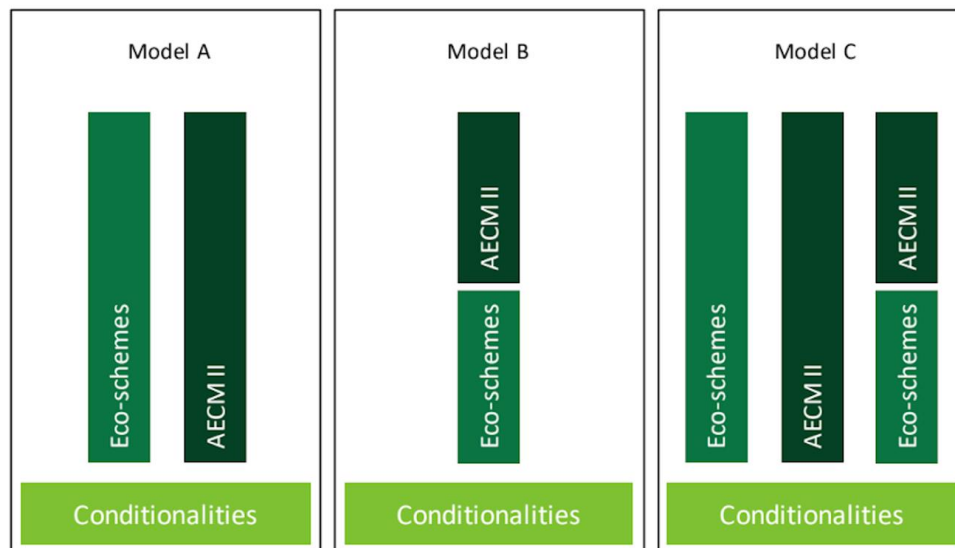 Model A
Eco-schemes
AECM II
Conditionalities
Model B
AECM II
Eco-schemes
Conditionalities
Model C
Eco-schemes
AECM II
AECM II
Eco-schemes
Conditionalities